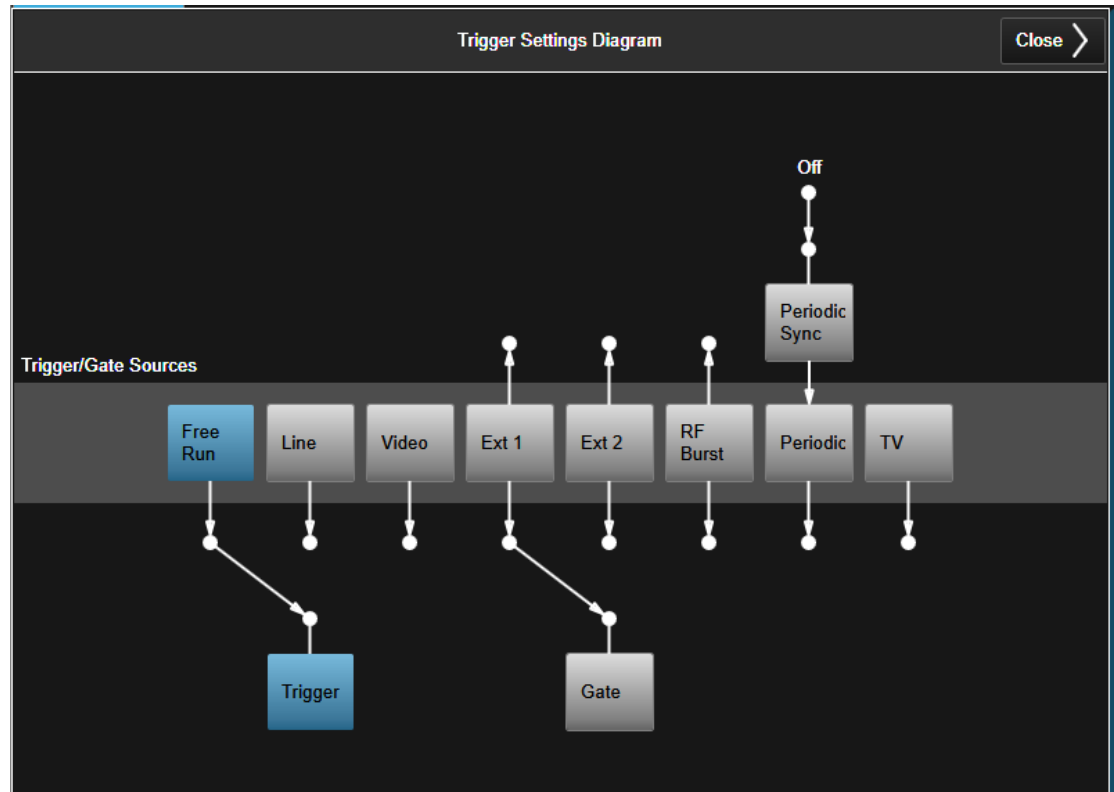 Trigger Settings Diagram
Close
Off
Periodic
Sync
Trigger/Gate Sources
Free
Run
Line
Video
Ext 1
Ext 2
RF
Burst
Periodic
TV
Trigger
Gate